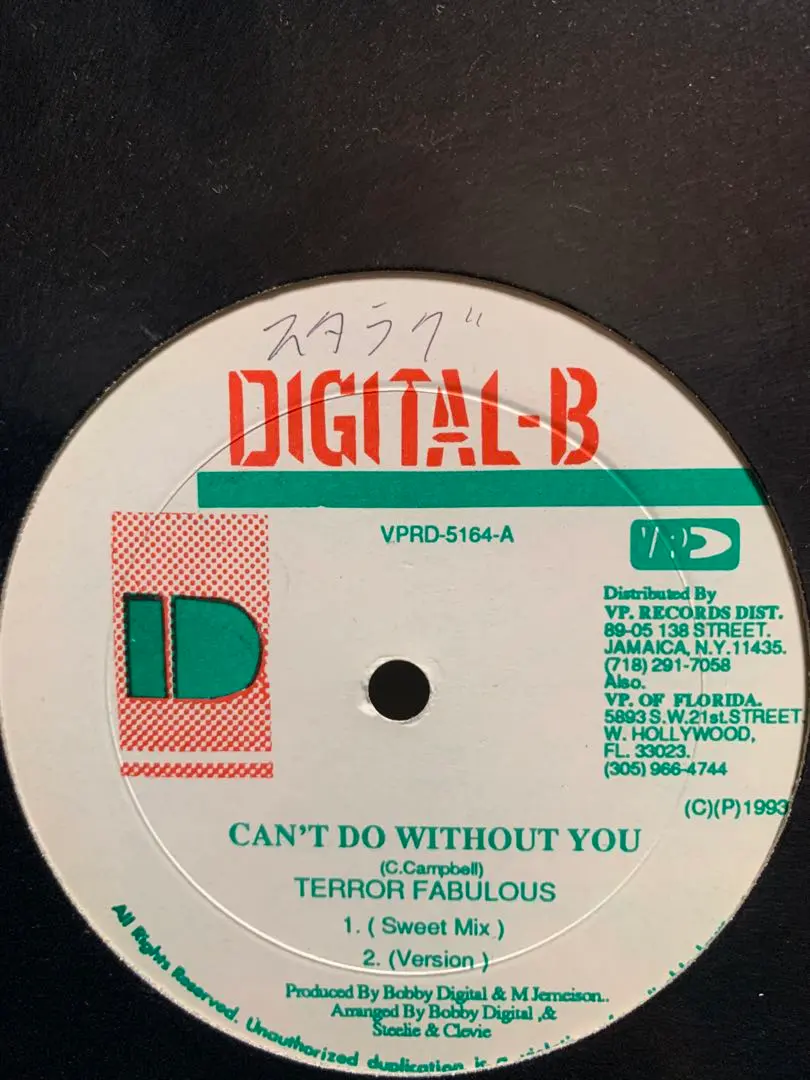 スタラグ
DIGITAL-B
VPRD-5164-A
VP
Distributed By
VP. RECORDS DIST.
89-05 138 STREET.
JAMAICA, N.Y.11435.
(718) 291-7058
Also.
VP. OF FLORIDA.
5893 S.W.21st.STREET
W. HOLLYWOOD,
FL. 33023.
(305) 966-4744
(C)(P)1993
D
CAN'T DO WITHOUT YOU
(C.Campbell)
TERROR FABULOUS
1. ( Sweet Mix )
2. (Version )
Produced By Bobby Digital & M Jemeison..
Arranged By Bobby Digital ,&
Steelie & Clevie
All Rights Reserved. Unauthorized duplication is a